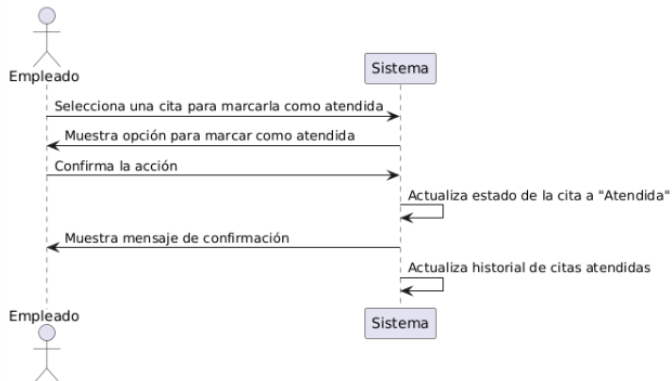 Empleado
Sistema
Selecciona una cita para marcarla como atendida
Muestra opción para marcar como atendida
Confirma la acción
Actualiza estado de la cita a "Atendida"
Muestra mensaje de confirmación
Actualiza historial de citas atendidas
Empleado
Sistema